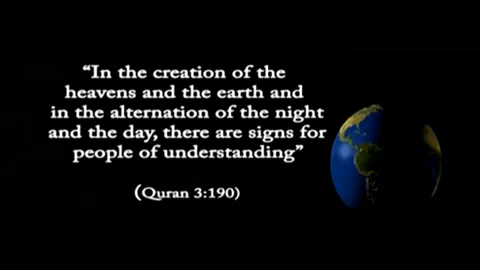 “In the creation of the
heavens and the earth and
in the alternation of the night
and the day, there are signs for
people of understanding”
(Quran 3:190)